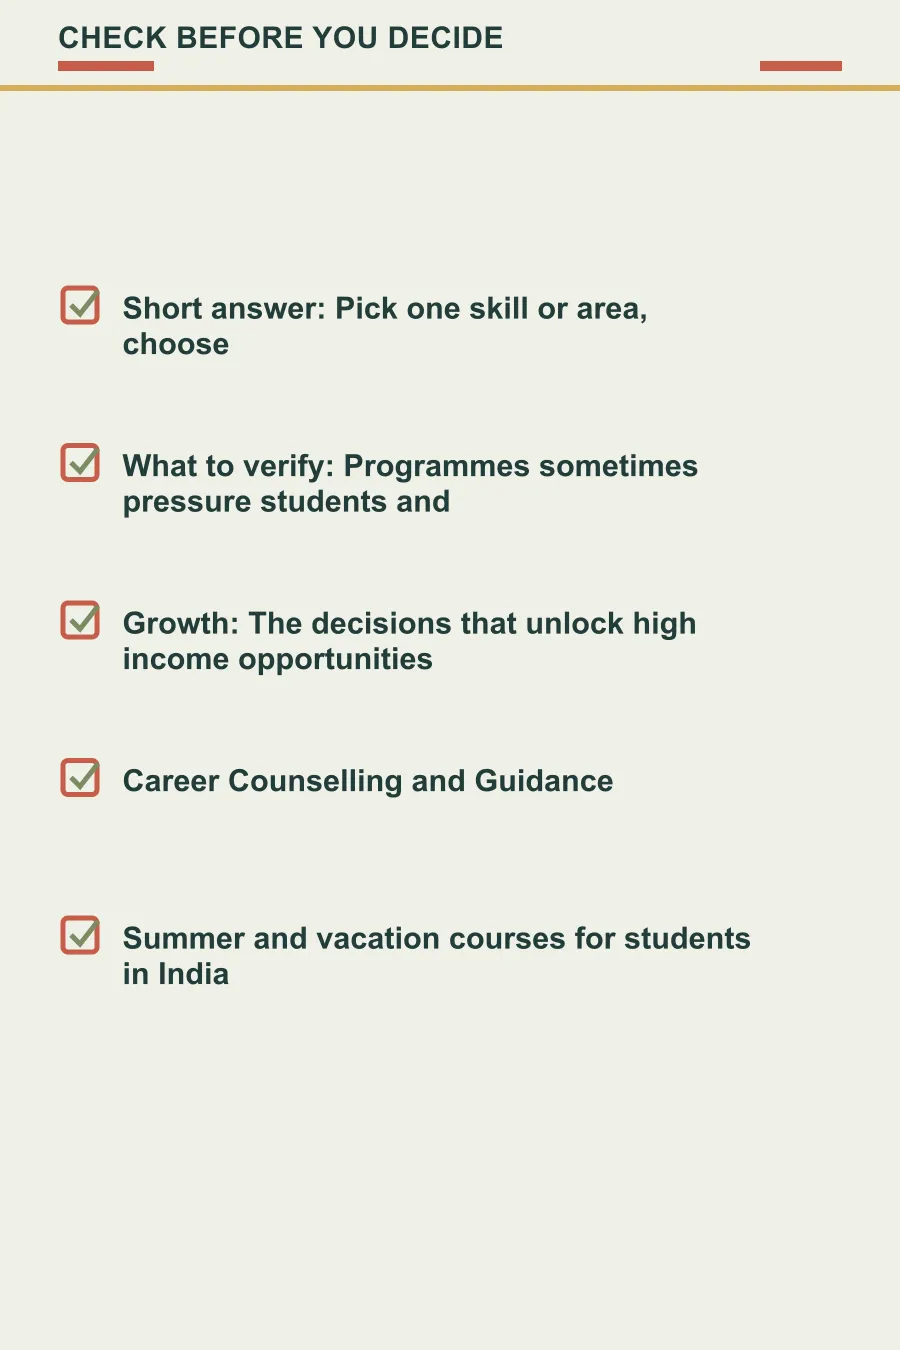 CHECK BEFORE YOU DECIDE
Short answer: Pick one skill or area,
choose
What to verify: Programmes sometimes
pressure students and
Growth: The decisions that unlock high
income opportunities
Career Counselling and Guidance
Summer and vacation courses for students
in India